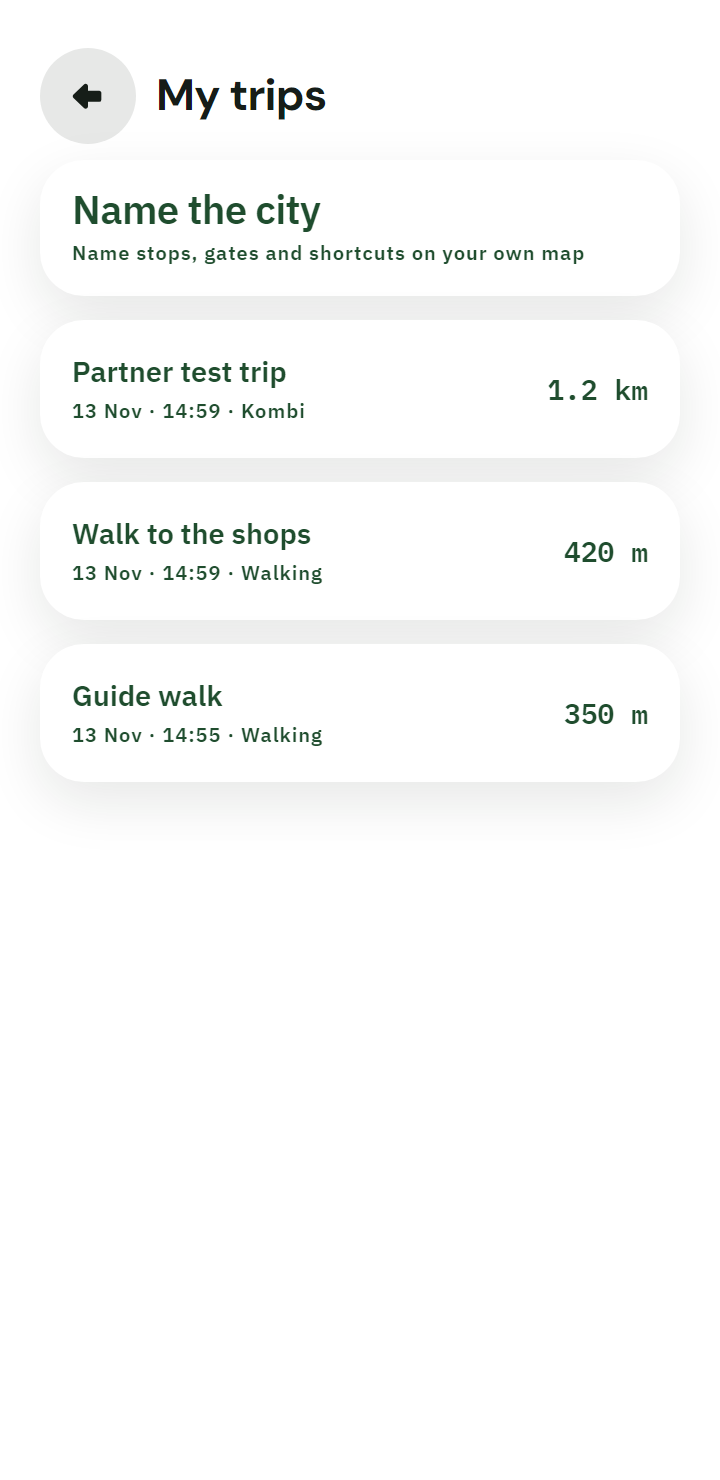 My trips
Name the city
Name stops, gates and shortcuts on your own map
Partner test trip
13 Nov · 14:59 · Kombi
1.2 km
Walk to the shops
13 Nov · 14:59 · Walking
420 m
Guide walk
13 Nov · 14:55 · Walking
350 m